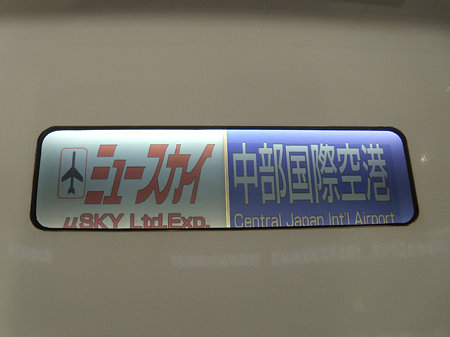 ミュースカイ
μSKY Ltd.Exp.
中部国際空港
Central Japan Int'l Airport